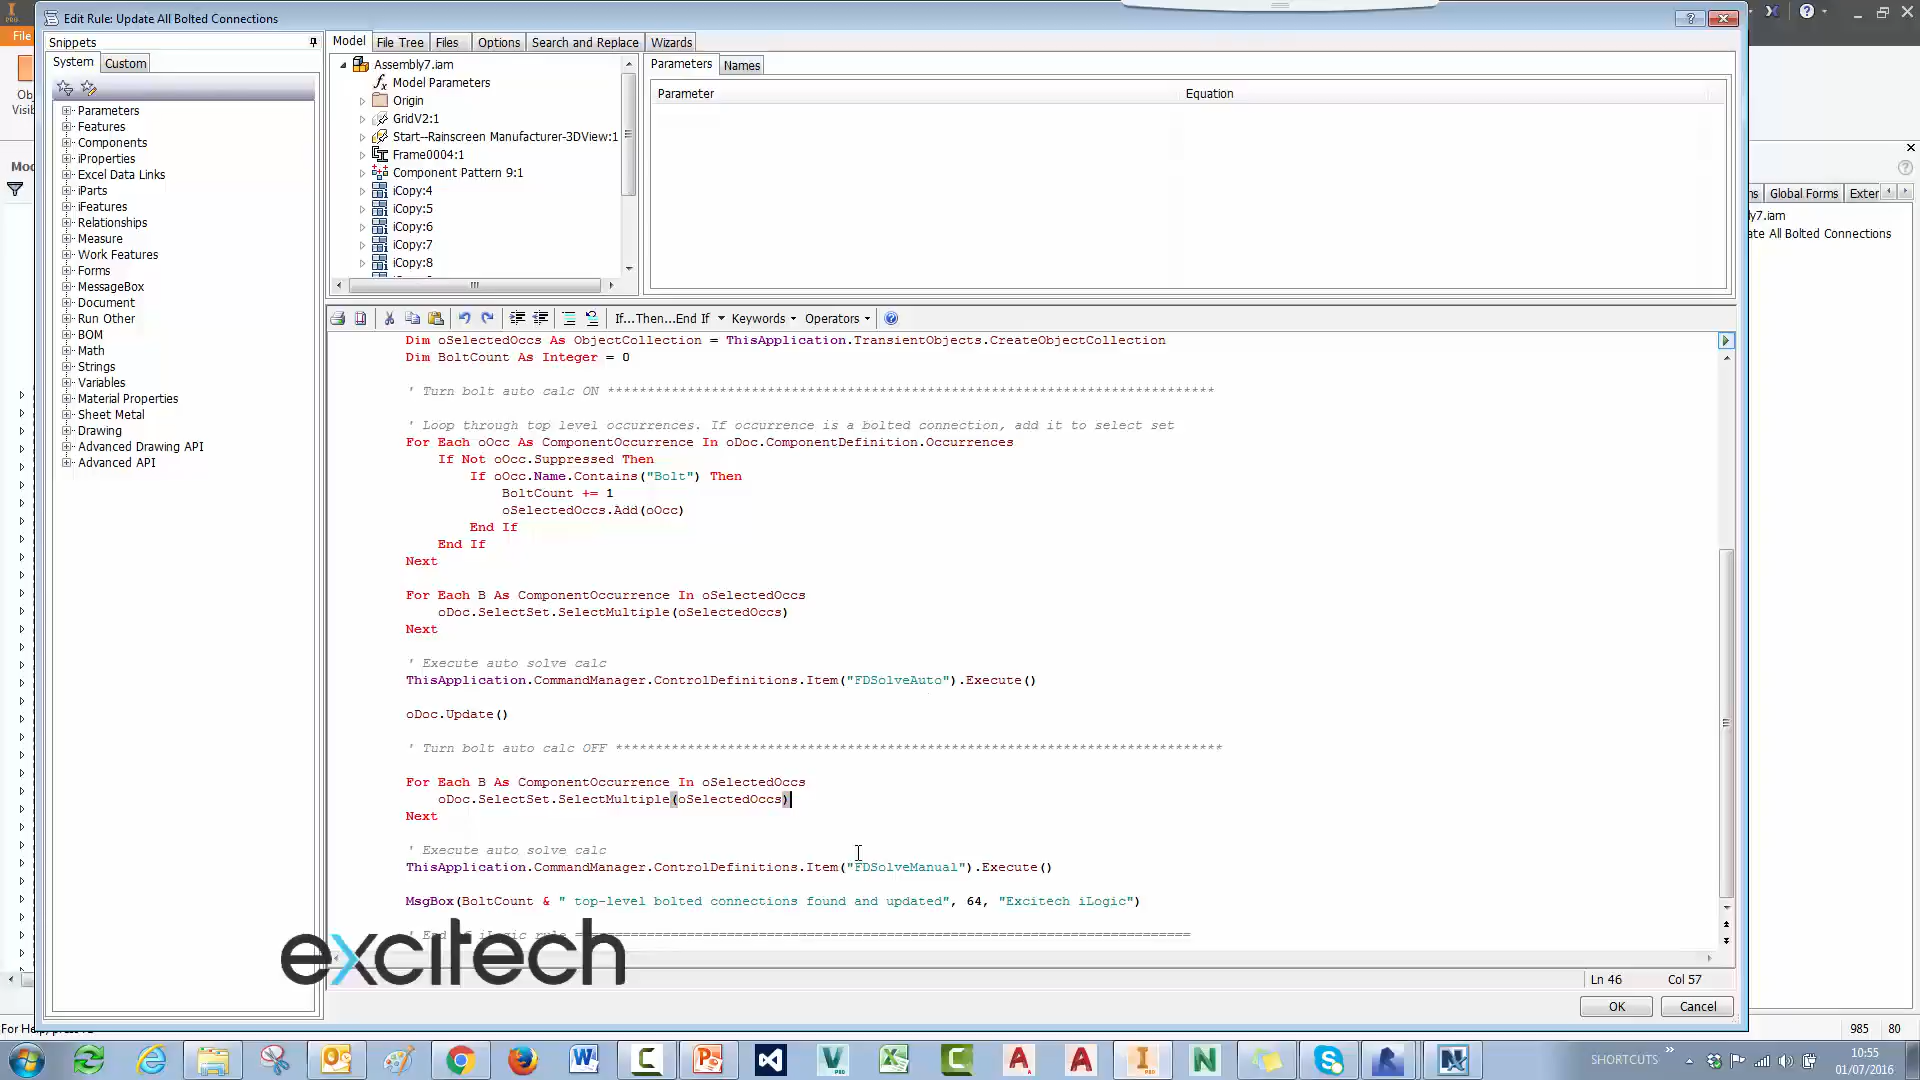 Edit Rule: Update All Bolted Connections
File
Snippets
System
Custom
Parameters
Features
Components
iProperties
Excel Data Links
iParts
iFeatures
Relationships
Measure
Work Features
Forms
MessageBox
Document
Run Other
BOM
Math
Strings
Variables
Material Properties
Sheet Metal
Drawing
Advanced Drawing API
Advanced API
Model
File Tree
Files
Options
Search and Replace
Wizards
Assembly7.iam
Model Parameters
Origin
GridV2:1
Start--Rainscreen Manufacturer-3DView:1
Frame0004:1
Component Pattern 9:1
iCopy:4
iCopy:5
iCopy:6
iCopy:7
iCopy:8
Parameters
Names
Parameter
Equation
If...Then...End If
Keywords
Operators
Dim oSelectedOccs As ObjectCollection = ThisApplication.TransientObjects.CreateObjectCollection
Dim BoltCount As Integer = 0
' Turn bolt auto calc ON ****************************************************************************
' Loop through top level occurrences. If occurrence is a bolted connection, add it to select set
For Each oOcc As ComponentOccurrence In oDoc.ComponentDefinition.Occurrences
If Not oOcc.Suppressed Then
If oOcc.Name.Contains("Bolt") Then
BoltCount += 1
oSelectedOccs.Add(oOcc)
End If
End If
Next
For Each B As ComponentOccurrence In oSelectedOccs
oDoc.SelectSet.SelectMultiple(oSelectedOccs)
Next
' Execute auto solve calc
ThisApplication.CommandManager.ControlDefinitions.Item("FDSolveAuto").Execute()
oDoc.Update()
' Turn bolt auto calc OFF ****************************************************************************
For Each B As ComponentOccurrence In oSelectedOccs
oDoc.SelectSet.SelectMultiple(oSelectedOccs)
Next
' Execute auto solve calc
ThisApplication.CommandManager.ControlDefinitions.Item("FDSolveManual").Execute()
MsgBox(BoltCount & " top-level bolted connections found and updated", 64, "Excitech iLogic")
excitech
Ln 46
Col 57
OK
Cancel
Global Forms
Exter
ly7.iam
ate All Bolted Connections
985
80
SHORTCUTS
10:55
01/07/2016